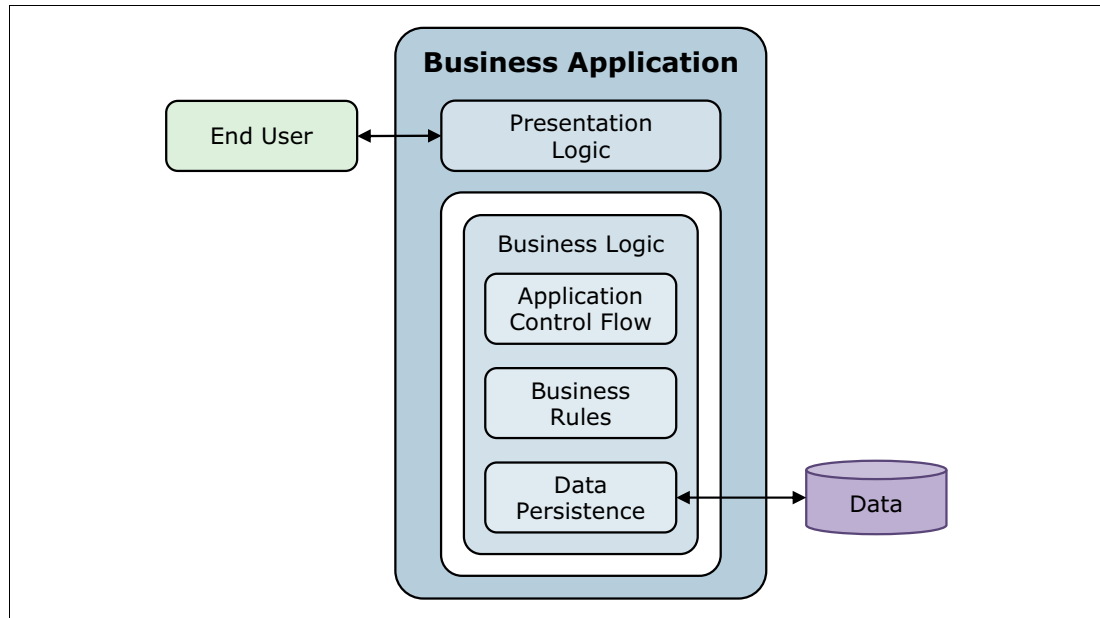 Business Application
End User
Presentation
Logic
Business Logic
Application
Control Flow
Business
Rules
Data
Persistence
Data